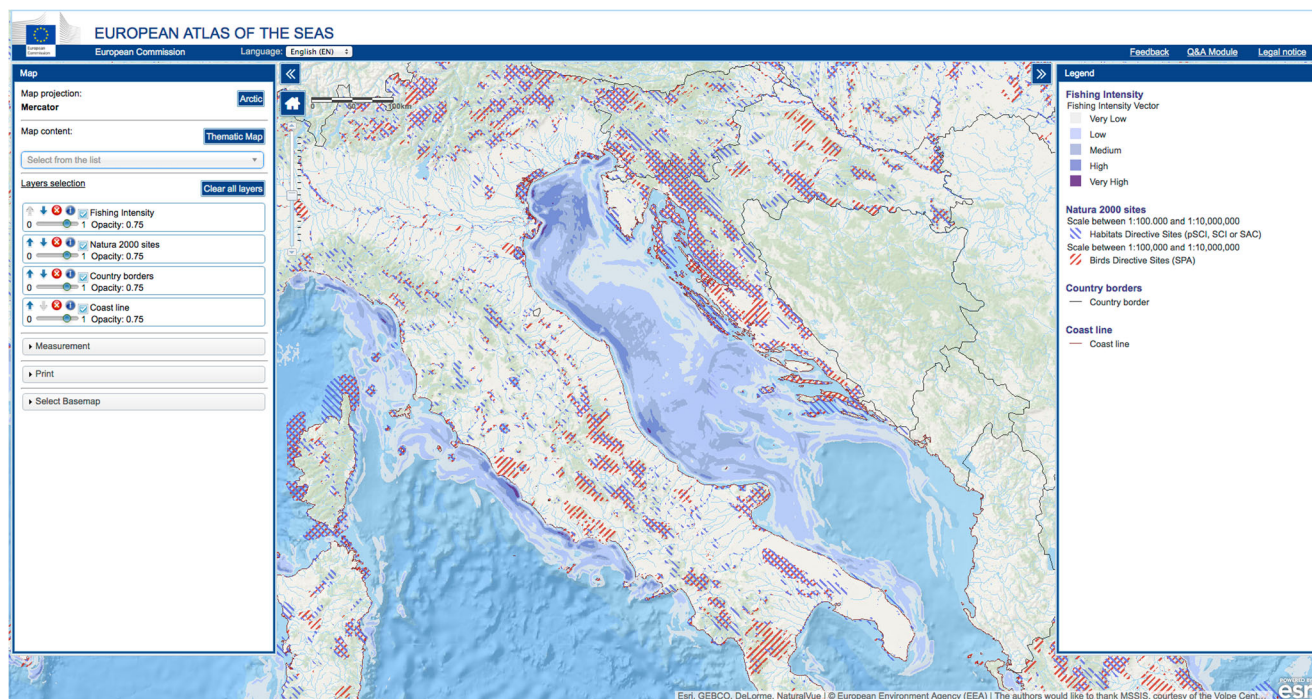 European
Commission
EUROPEAN ATLAS OF THE SEAS
European Commission
Language: English (EN)
Feedback Q&A Module Legal notice
Map
Map projection:
Mercator
Arctic
Map content:
Thematic Map
Select from the list
Layers selection
Clear all layers
Fishing Intensity
0 1 Opacity: 0.75
Natura 2000 sites
0 1 Opacity: 0.75
Country borders
0 1 Opacity: 0.75
Coast line
0 1 Opacity: 0.75
Measurement
Print
Select Basemap
Legend
Fishing Intensity
Fishing Intensity Vector
Very Low
Low
Medium
High
Very High
Natura 2000 sites
Scale between 1:100.000 and 1:10,000,000
Habitats Directive Sites (pSCI, SCI or SAC)
Scale between 1:100,000 and 1:10,000,000
Birds Directive Sites (SPA)
Country borders
Country border
Coast line
Coast line
Esri, GEBCO, DeLorme, NaturalVue | © European Environment Agency (EEA) | The authors would like to thank MSSIS, courtesy of the Volpe Cent...
POWERED BY
esri